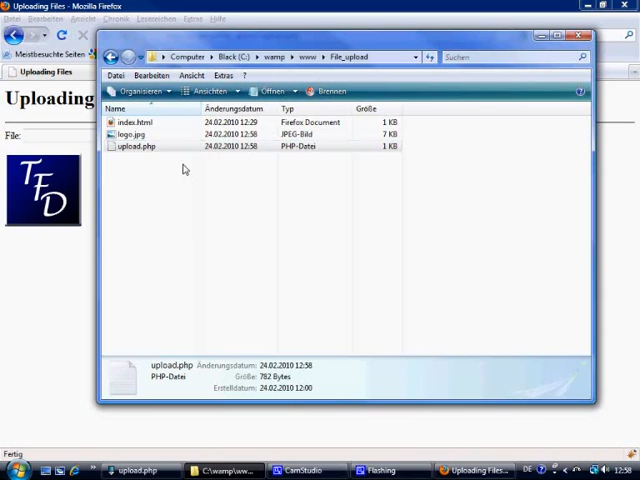 Uploading Files - Mozilla Firefox
Datei Bearbeiten Ansicht Chronik Lesezeichen Extras Hilfe
Computer Black (C:) wamp www File_upload
Suchen
Meistbesuchte Seiten
Uploading Files
Datei Bearbeiten Ansicht Extras ?
Organisieren Ansichten Öffnen Brennen
Uploading
Name Änderungsdatum Typ Größe
index.html 24.02.2010 12:29 Firefox Document 1 KB
File:
logo.jpg 24.02.2010 12:58 JPEG-Bild 7 KB
upload.php 24.02.2010 12:58 PHP-Datei 1 KB
TFD
upload.php Änderungsdatum: 24.02.2010 12:58
PHP-Datei Größe: 782 Bytes
Erstelldatum: 24.02.2010 12:00
Fertig
upload.php C:\wamp\ww... CamStudio Flashing Uploading Files... DE 12:58